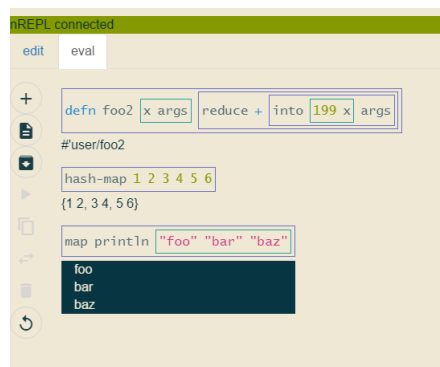 nREPL connected
edit eval
defn foo2 x args reduce + into 199 x args
#'user/foo2
hash-map 1 2 3 4 5 6
{1 2, 3 4, 5 6}
map println "foo" "bar" "baz"
foo
bar
baz